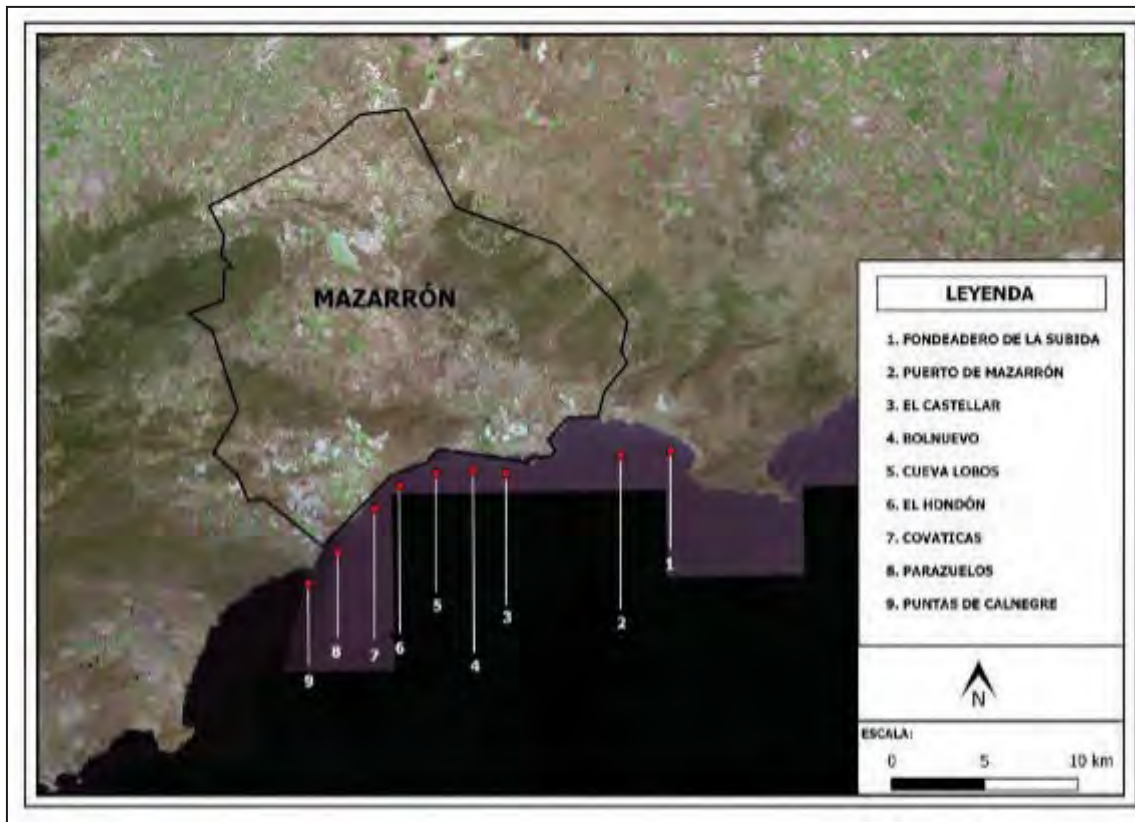 MAZARRÓN
LEYENDA
1. FONDEADERO DE LA SUBIDA
2. PUERTO DE MAZARRÓN
3. EL CASTELLAR
4. BOLNUEVO
5. CUEVA LOBOS
6. EL HONDÓN
7. COVATICAS
8. PARAZUELOS
9. PUNTAS DE CALNEGRE
N
ESCALA:
0 5 10 km
1
2
3
4
5
6
7
8
9